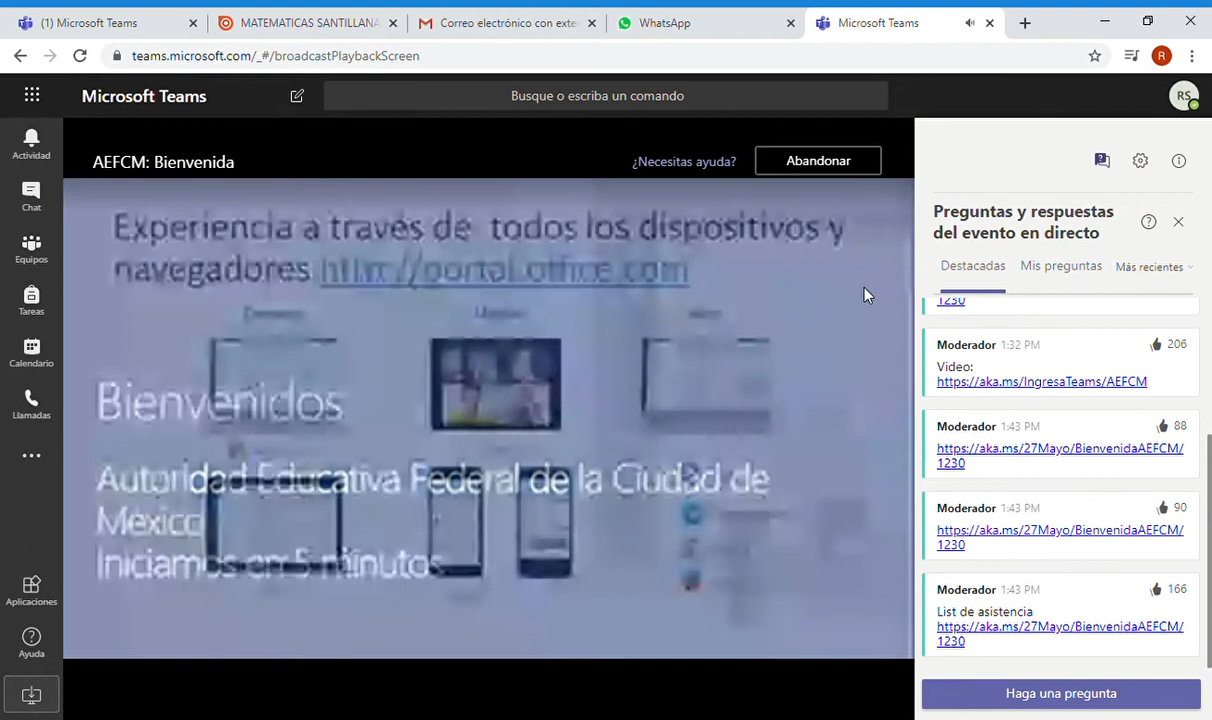 (1) Microsoft Teams
MATEMATICAS SANTILLANA
Correo electrónico con exter
WhatsApp
Microsoft Teams
teams.microsoft.com/_#/broadcastPlaybackScreen
R
Microsoft Teams
Busque o escriba un comando
RS
Actividad
Chat
Equipos
Tareas
Calendario
Llamadas
Aplicaciones
Ayuda
AEFCM: Bienvenida
¿Necesitas ayuda?
Abandonar
Experiencia a través de todos los dispositivos y
navegadores http://portal.office.com
Bienvenidos
Autoridad Educativa Federal de la Ciudad de
Mexico
Iniciamos en 5 minutos
Preguntas y respuestas
del evento en directo
Destacadas
Mis preguntas
Más recientes
1230
Moderador 1:32 PM
206
Video:
https://aka.ms/IngresaTeams/AEFCM
Moderador 1:43 PM
88
https://aka.ms/27Mayo/BienvenidaAEFCM/
1230
Moderador 1:43 PM
90
https://aka.ms/27Mayo/BienvenidaAEFCM/
1230
Moderador 1:43 PM
166
List de asistencia
https://aka.ms/27Mayo/BienvenidaAEFCM/
1230
Haga una pregunta